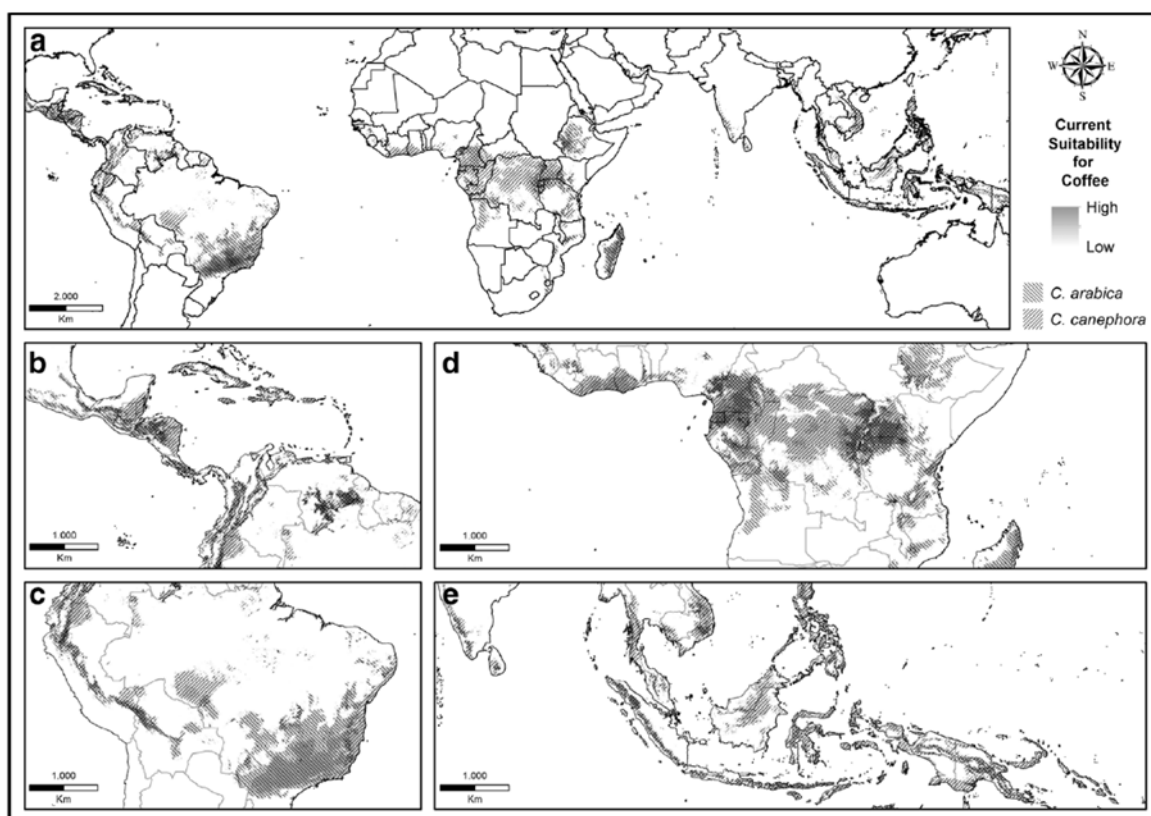 a
N
W
E
S
Current
Suitability
for
Coffee
High
Low
C. arabica
C. canephora
2.000
Km
b
1.000
Km
d
1.000
Km
c
1.000
Km
e
1.000
Km